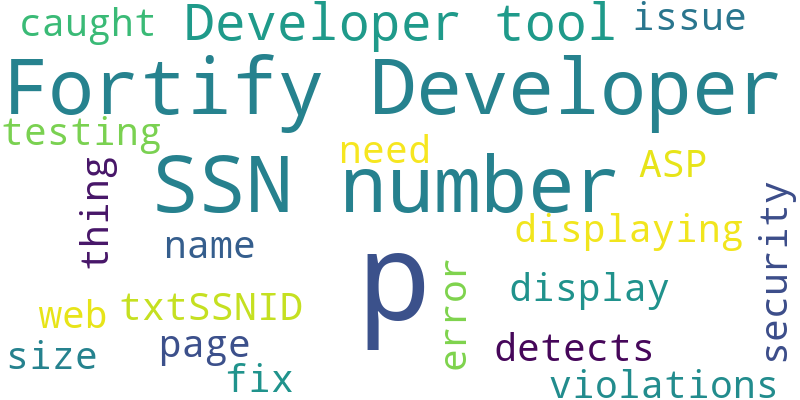 caught Developer tool issue
Fortify Developer
testing
need
thing
SSN number
ASP
security
name
p
displaying
error
display
web txtSSNID
page
detects
size
fix
violations